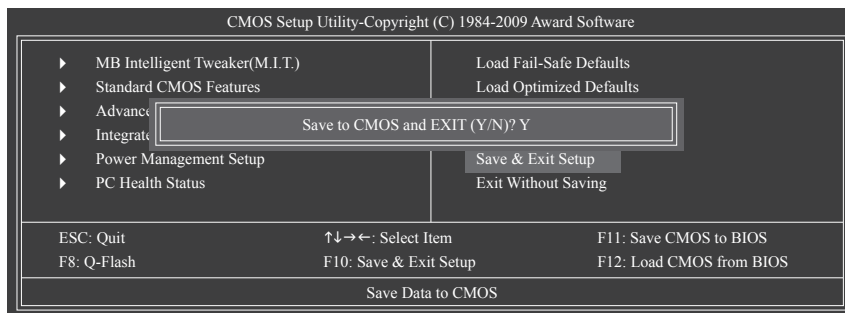 CMOS Setup Utility-Copyright (C) 1984-2009 Award Software
MB Intelligent Tweaker(M.I.T.)
Standard CMOS Features
Advance
Integrate
Power Management Setup
PC Health Status
Load Fail-Safe Defaults
Load Optimized Defaults
Save & Exit Setup
Exit Without Saving
Save to CMOS and EXIT (Y/N)? Y
ESC: Quit ↑↓→←: Select Item F11: Save CMOS to BIOS
F8: Q-Flash F10: Save & Exit Setup F12: Load CMOS from BIOS
Save Data to CMOS